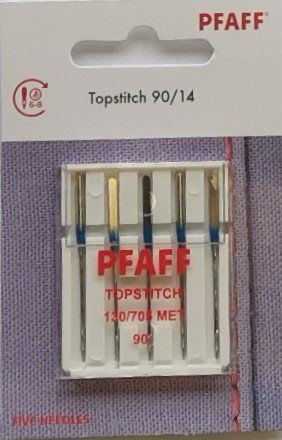 PFAFF®
6-8
Topstitch 90/14
PFAFF
TOPSTITCH
130/705 MET
90
FIVE NEEDLES